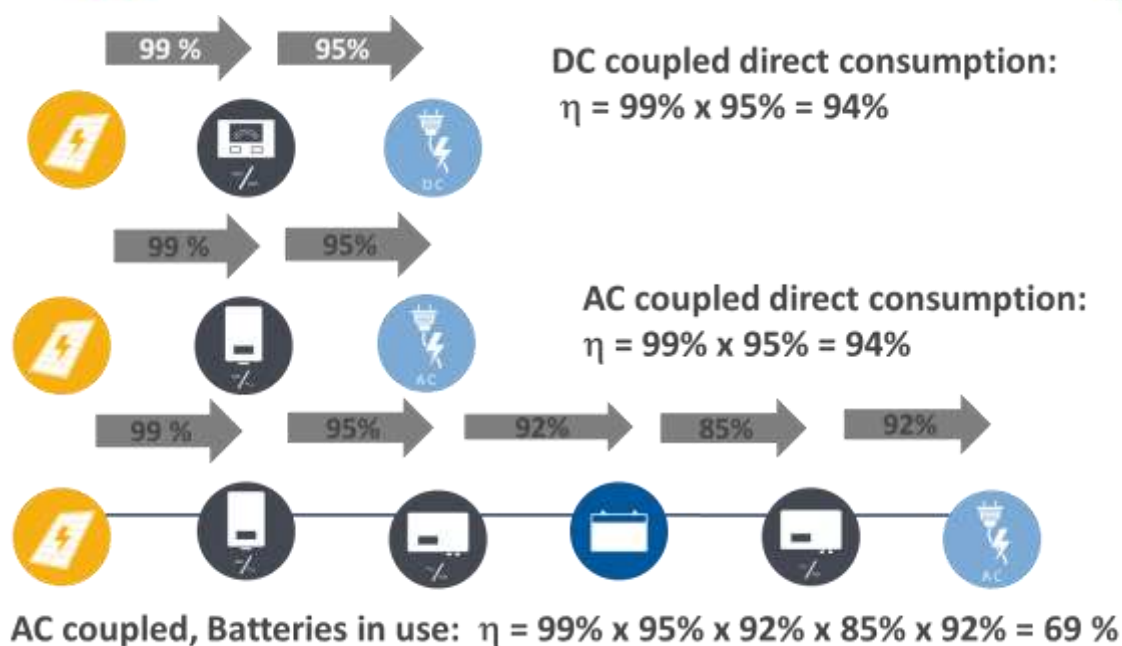 99 %
95%
DC coupled direct consumption:
η = 99% x 95% = 94%
DC
99 %
95%
AC coupled direct consumption:
η = 99% x 95% = 94%
AC
99 %
95%
92%
85%
92%
AC
AC coupled, Batteries in use: η = 99% x 95% x 92% x 85% x 92% = 69 %